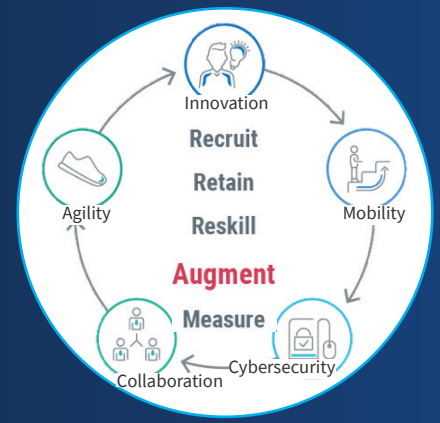 Innovation
Recruit
Retain
Agility
Mobility
Reskill
Augment
Measure
Cybersecurity
Collaboration